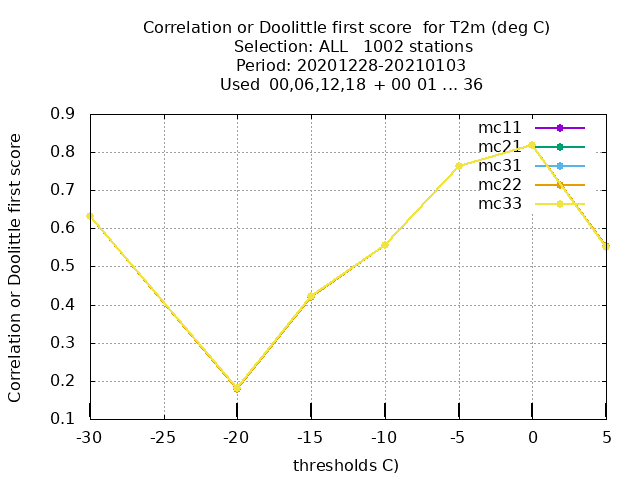 Correlation or Doolittle first score  for T2m (deg C)
Selection: ALL   1002 stations
Period: 20201228-20210103
Used  00,06,12,18  + 00 01 ... 36
Correlation or Doolittle first score
0.9
0.8
0.7
0.6
0.5
0.4
0.3
0.2
0.1
mc11
mc21
mc31
mc22
mc33
-30 -25 -20 -15 -10 -5 0 5
thresholds C)